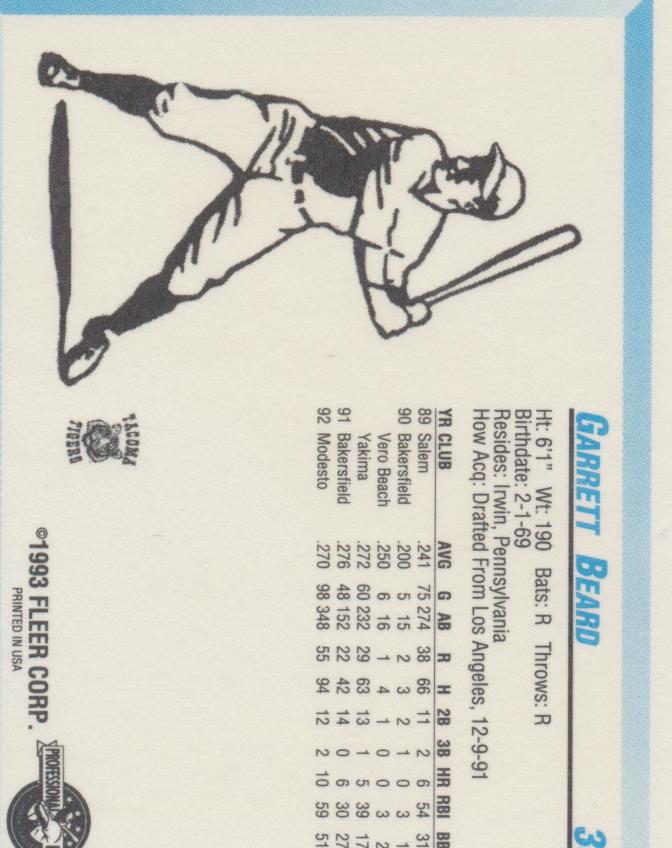 GARRETT BEARD 3
Ht: 6'1" Wt: 190 Bats: R Throws: R
Birthdate: 2-1-69
Resides: Irwin, Pennsylvania
How Acq: Drafted From Los Angeles, 12-9-91
YR CLUB AVG G AB R H 2B 3B HR RBI BB
89 Salem .241 75 274 38 66 11 2 6 54 31
90 Bakersfield .200 5 15 2 3 2 1 0 3 1
Vero Beach .250 6 16 1 4 1 0 0 3 2
Yakima .272 60 232 29 63 13 1 5 39 17
91 Bakersfield .276 48 152 22 42 14 0 6 30 27
92 Modesto .270 98 348 55 94 12 2 10 59 51
TACOMA
TIGERS
©1993 FLEER CORP.
PRINTED IN USA
PROFESSIONAL